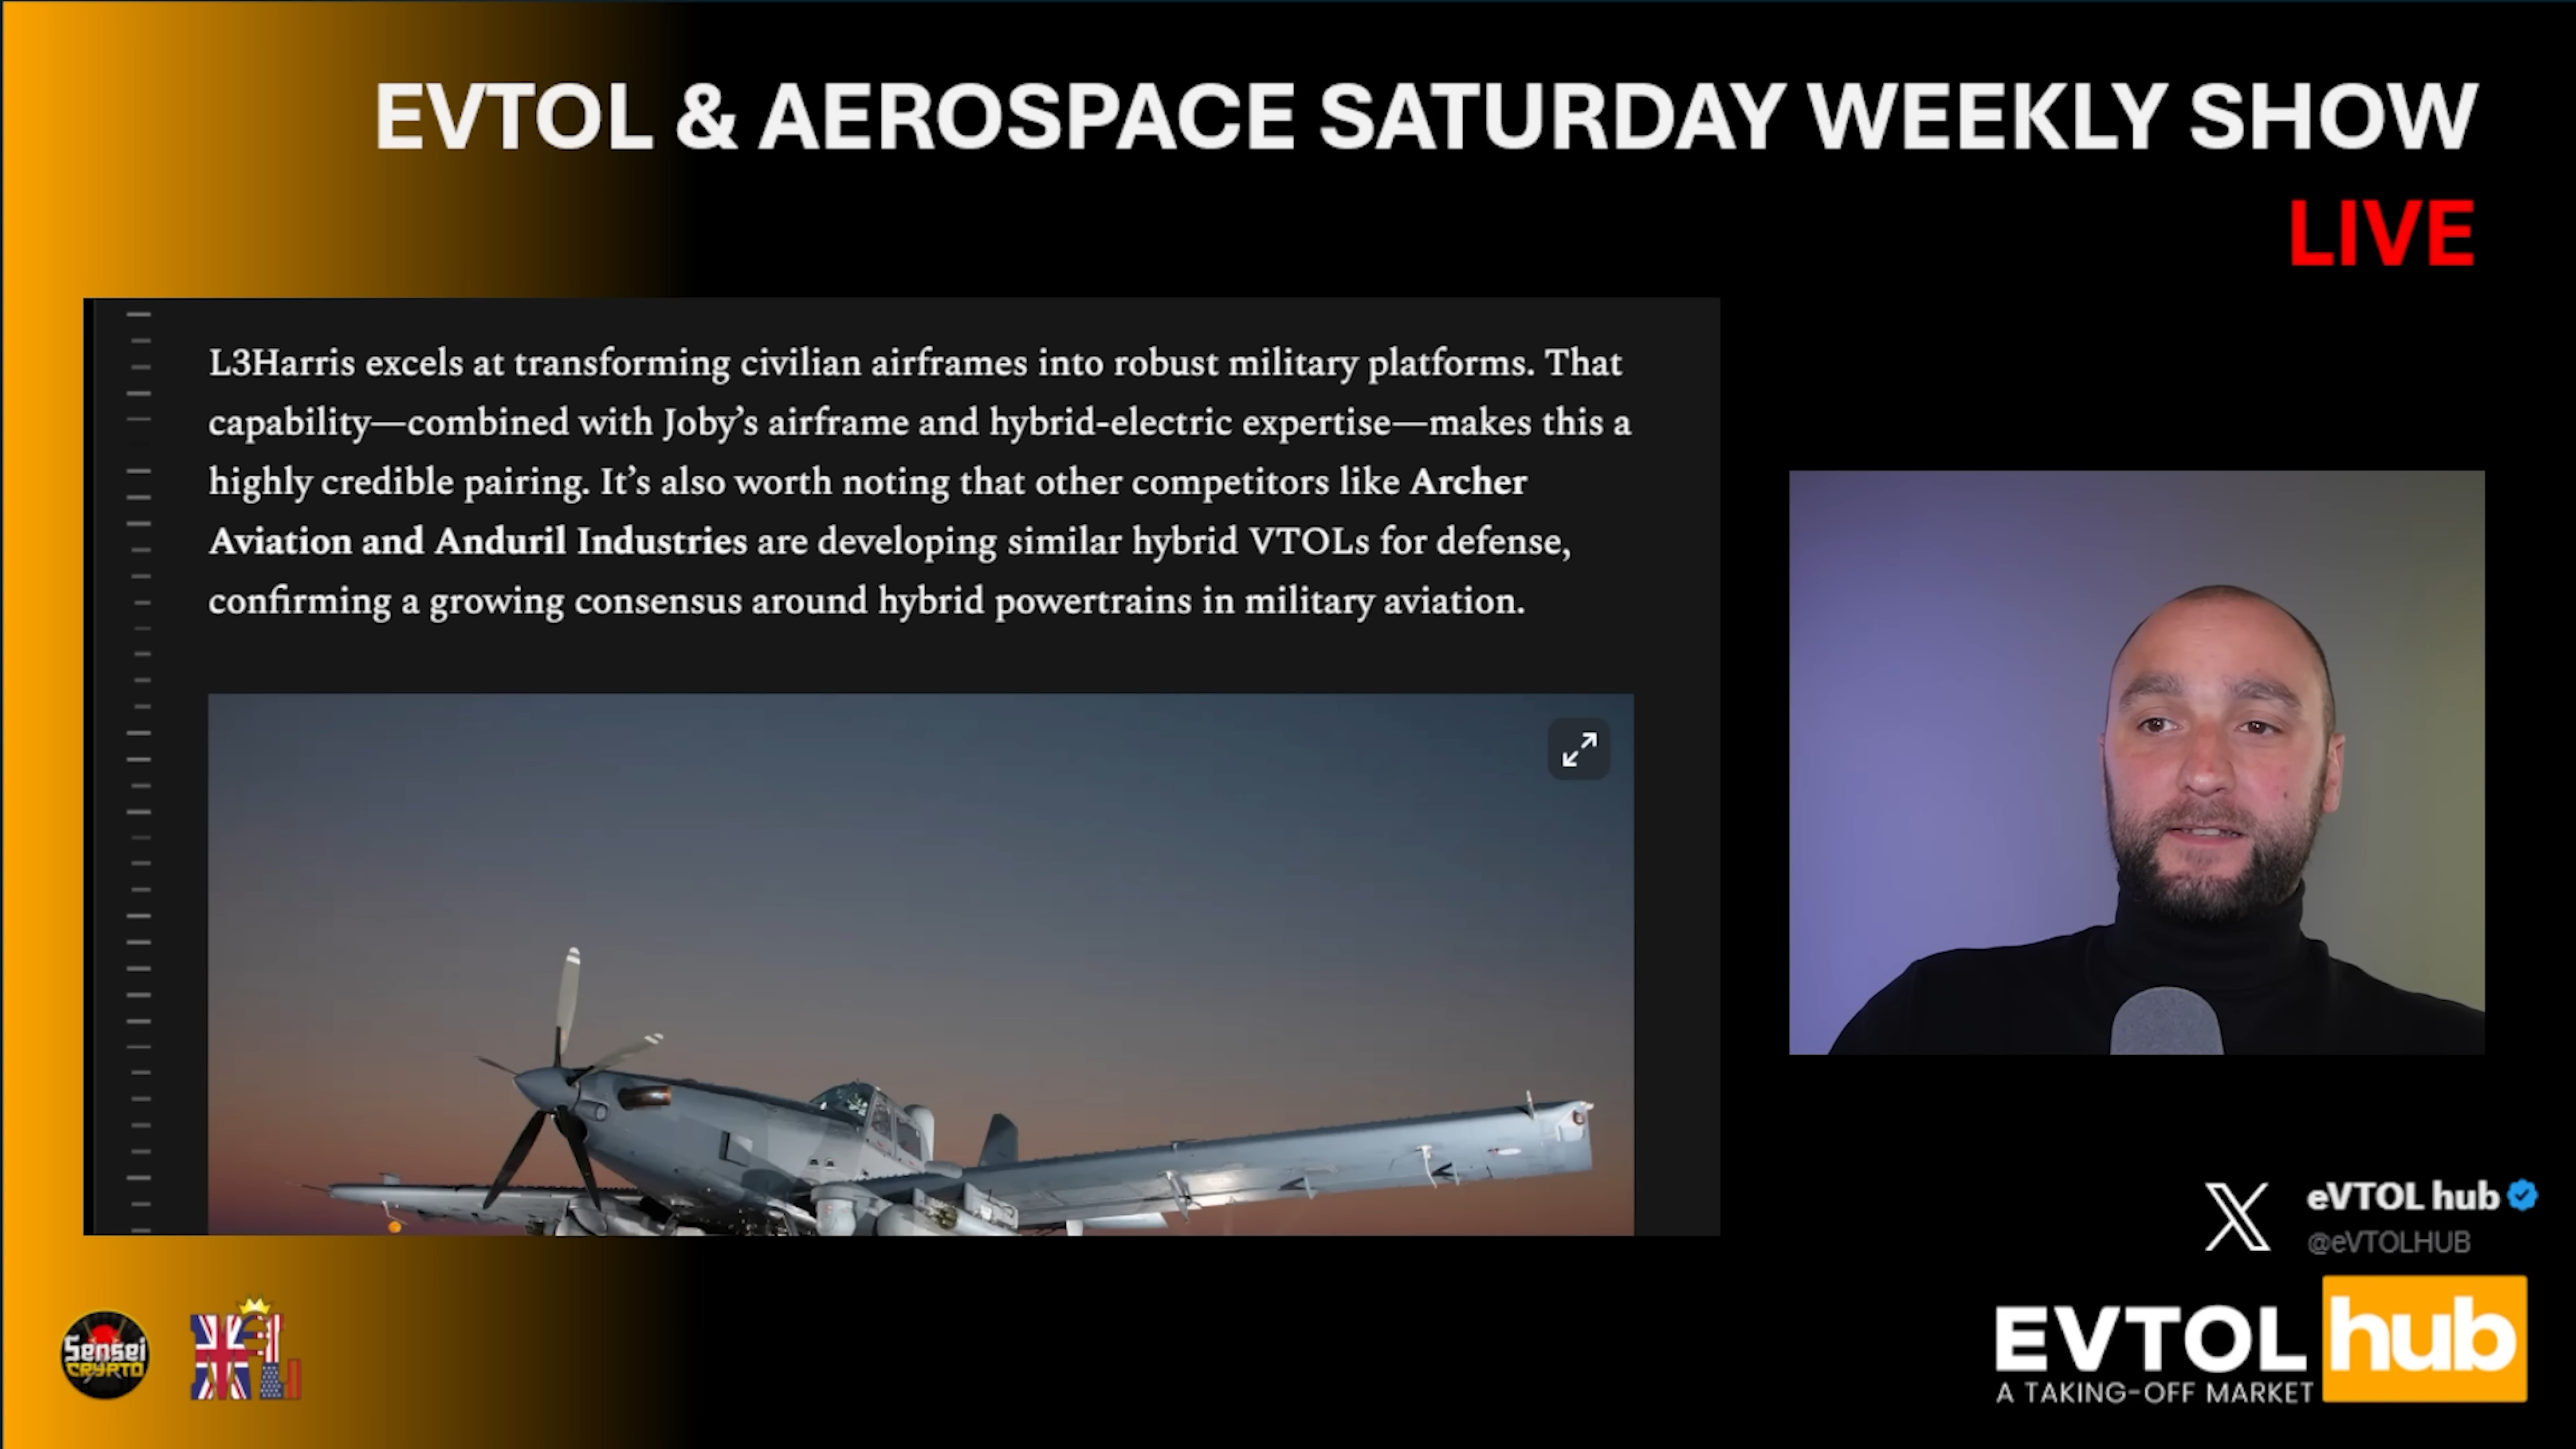 EVTOL & AEROSPACE SATURDAY WEEKLY SHOW
LIVE
L3Harris excels at transforming civilian airframes into robust military platforms. That
capability—combined with Joby’s airframe and hybrid-electric expertise—makes this a
highly credible pairing. It’s also worth noting that other competitors like Archer
Aviation and Anduril Industries are developing similar hybrid VTOLs for defense,
confirming a growing consensus around hybrid powertrains in military aviation.
eVTOL hub
@eVTOLHUB
Sensei
CRYPTO
EVTOL hub
A TAKING-OFF MARKET